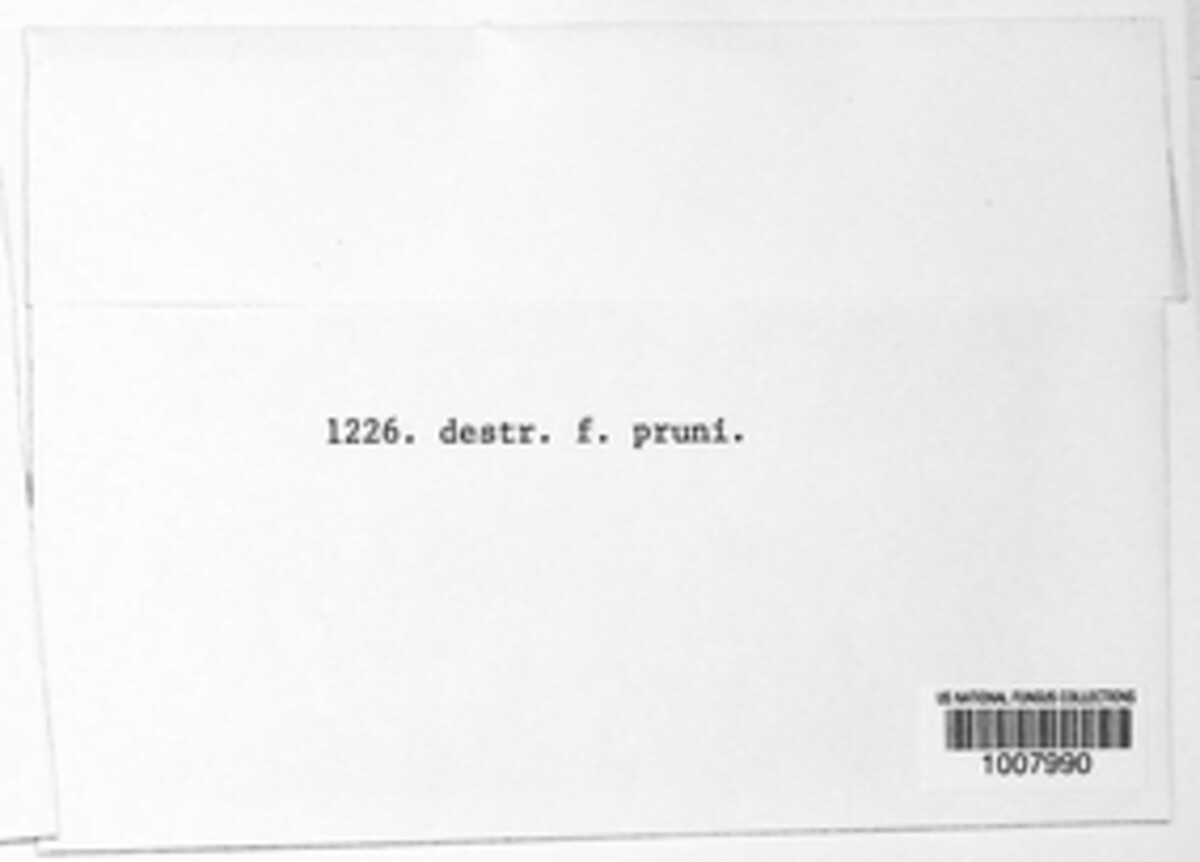 1226. destr. f. pruni.
US NATIONAL FUNGUS COLLECTIONS
1007990